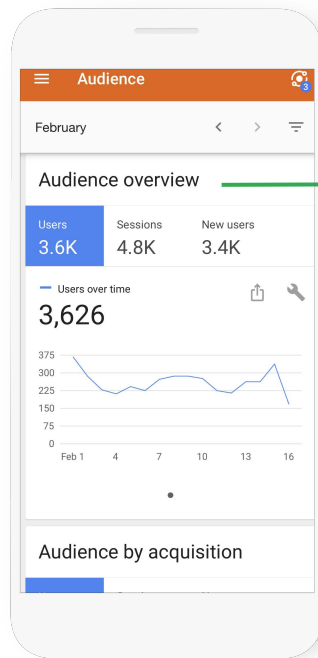 Audience
3
February
Audience overview
Users Sessions New users
3.6K 4.8K 3.4K
Users over time
3,626
375
300
225
150
75
0
Feb 1 4 7 10 13 16
Audience by acquisition